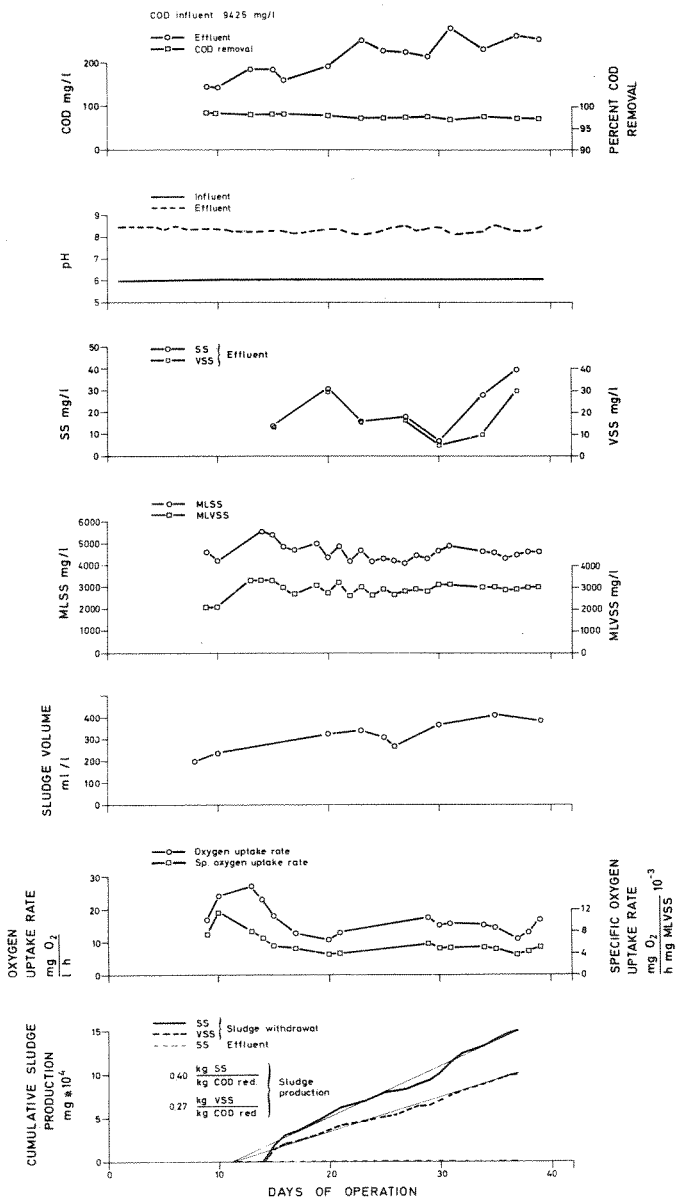 COD influent 9425 mg/l
Effluent
COD removal
COD mg/l
200
100
0
100
95
90
PERCENT COD
REMOVAL
Influent
Effluent
pH
9
8
7
6
5
SS
VSS
Effluent
SS mg/l
50
40
30
20
10
0
40
30
20
10
0
VSS mg/l
MLSS
MLVSS
MLSS mg/l
6000
5000
4000
3000
2000
1000
0
4000
3000
2000
1000
0
MLVSS mg/l
SLUDGE VOLUME
ml/l
400
300
200
0
Oxygen uptake rate
Sp. oxygen uptake rate
OXYGEN
UPTAKE RATE
mg O2
l h
30
20
10
0
12
8
4
0
SPECIFIC OXYGEN
UPTAKE RATE
mg O2 10-3
h mg MLVSS
SS
VSS
Sludge withdrawal
SS Effluent
0.40 kg SS
kg COD red.
0.27 kg VSS
kg COD red
Sludge
production
CUMULATIVE SLUDGE
PRODUCTION
mg * 104
15
10
5
0
0 10 20 30 40
DAYS OF OPERATION